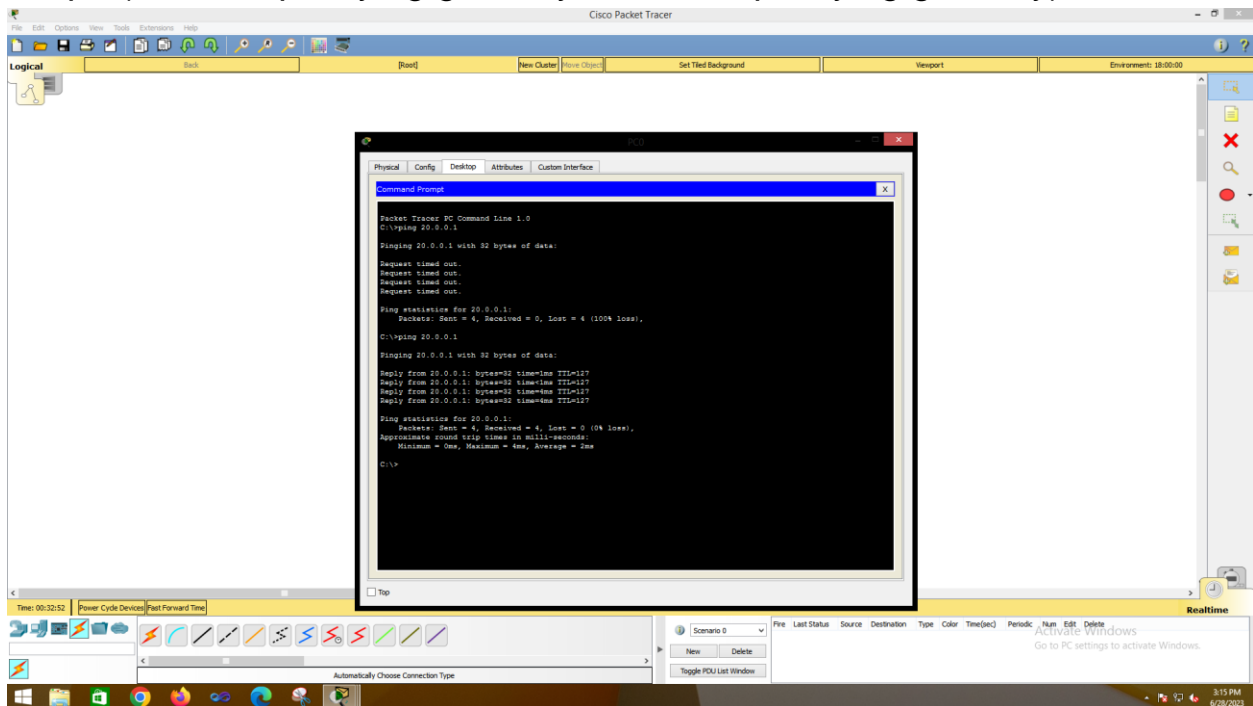 Cisco Packet Tracer
File Edit Options View Tools Extensions Help
Logical
Back
[Root]
New Cluster
Move Object
Set Tiled Background
Viewport
Environment: 18:00:00
PC0
Physical Config Desktop Attributes Custom Interface
Command Prompt
X
Packet Tracer PC Command Line 1.0
C:\>ping 20.0.0.1
Pinging 20.0.0.1 with 32 bytes of data:
Request timed out.
Request timed out.
Request timed out.
Request timed out.
Ping statistics for 20.0.0.1:
Packets: Sent = 4, Received = 0, Lost = 4 (100% loss),
C:\>ping 20.0.0.1
Pinging 20.0.0.1 with 32 bytes of data:
Reply from 20.0.0.1: bytes=32 time=1ms TTL=127
Reply from 20.0.0.1: bytes=32 time<1ms TTL=127
Reply from 20.0.0.1: bytes=32 time=4ms TTL=127
Reply from 20.0.0.1: bytes=32 time=4ms TTL=127
Ping statistics for 20.0.0.1:
Packets: Sent = 4, Received = 4, Lost = 0 (0% loss),
Approximate round trip times in milli-seconds:
Minimum = 0ms, Maximum = 4ms, Average = 2ms
C:\>
Top
Time: 00:32:52
Power Cycle Devices
Fast Forward Time
Realtime
Scenario 0
New
Delete
Toggle PDU List Window
Fire Last Status Source Destination Type Color Time(sec) Periodic Num Edit Delete
Activate Windows
Go to PC settings to activate Windows.
Automatically Choose Connection Type
3:15 PM
6/28/2023